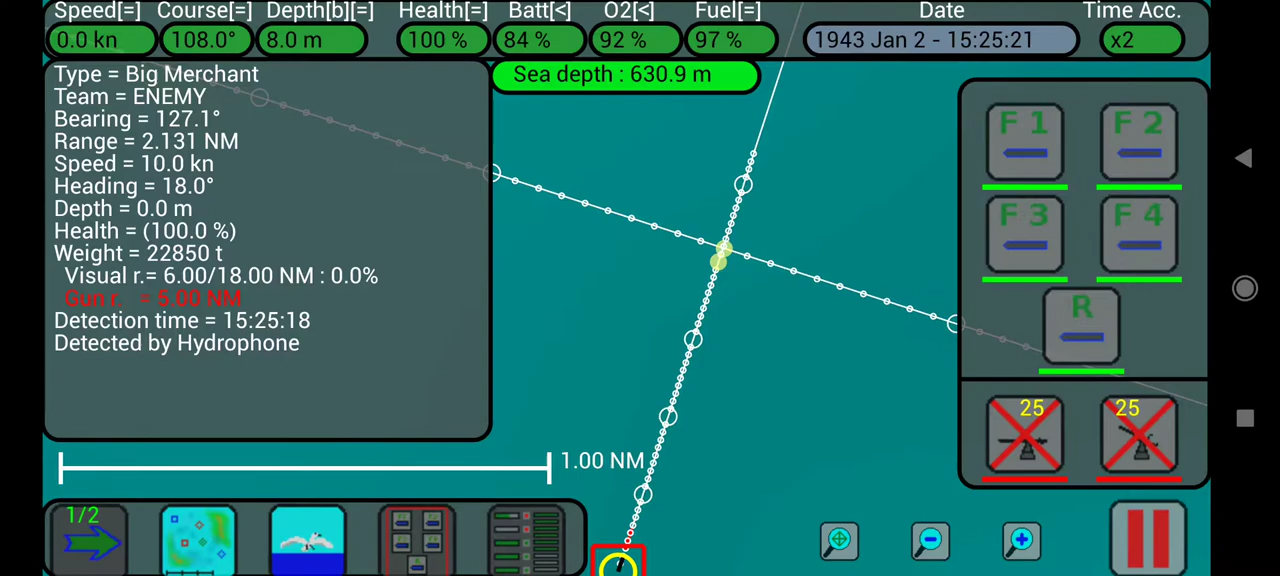 Speed[=] Course[=] Depth[b][=] Health[=] Batt[<] O2[<] Fuel[=] Date Time Acc.
0.0 kn 108.0° 8.0 m 100 % 84 % 92 % 97 % 1943 Jan 2 - 15:25:21 x2
Sea depth : 630.9 m
Type = Big Merchant
Team = ENEMY
Bearing = 127.1°
Range = 2.131 NM
Speed = 10.0 kn
Heading = 18.0°
Depth = 0.0 m
Health = (100.0 %)
Weight = 22850 t
Visual r.= 6.00/18.00 NM : 0.0%
Gun r. = 5.00 NM
Detection time = 15:25:18
Detected by Hydrophone
F 1 F 2
F 3 F 4
R
25 25
1.00 NM
1/2